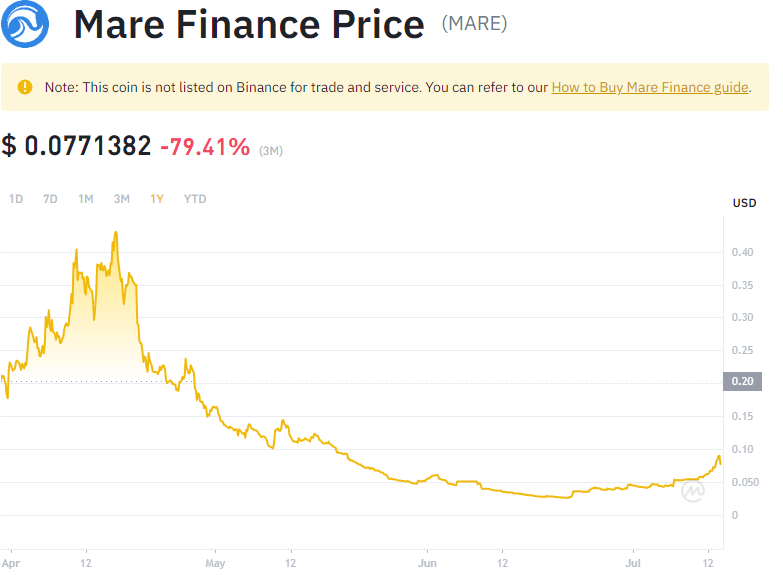 Mare Finance Price (MARE)
Note: This coin is not listed on Binance for trade and service. You can refer to our How to Buy Mare Finance guide.
$ 0.0771382 -79.41% (3M)
1D 7D 1M 3M 1Y YTD
USD
0.40
0.35
0.30
0.25
0.20
0.15
0.10
0.050
0
Apr 12 May 12 Jun 12 Jul 12